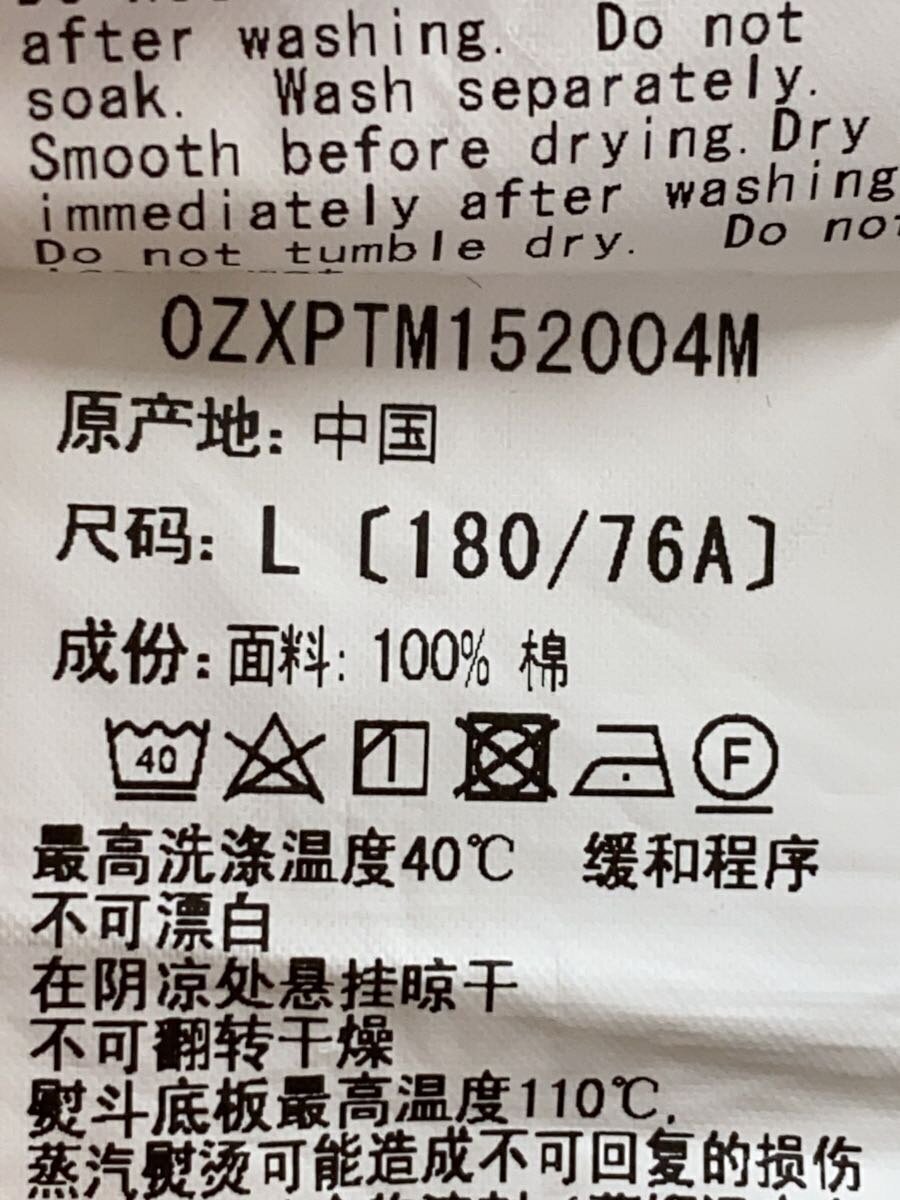 after washing. Do not
soak. Wash separately.
Smooth before drying. Dry
immediately after washing
Do not tumble dry. Do not
OZXPTM152004M
原产地: 中国
尺码: L〔180/76A〕
成份: 面料: 100% 棉
40 F
最高洗涤温度40℃ 缓和程序
不可漂白
在阴凉处悬挂晾干
不可翻转干燥
熨斗底板最高温度110℃,
蒸汽熨烫可能造成不可回复的损伤